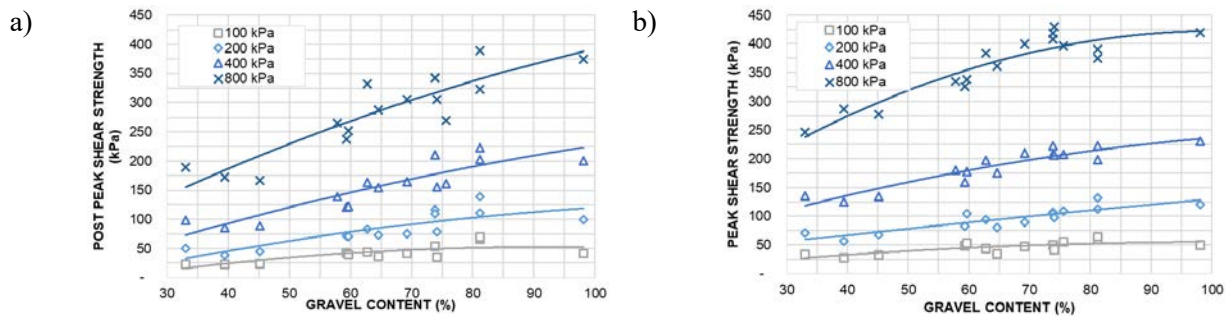 a)
POST PEAK SHEAR STRENGTH
(kPa)
450
400
350
300
250
200
150
100
50
-
100 kPa
200 kPa
400 kPa
800 kPa
30 40 50 60 70 80 90 100
GRAVEL CONTENT (%)
b)
PEAK SHEAR STRENGTH (kPa)
450
400
350
300
250
200
150
100
50
-
100 kPa
200 kPa
400 kPa
800 kPa
30 40 50 60 70 80 90 100
GRAVEL CONTENT (%)